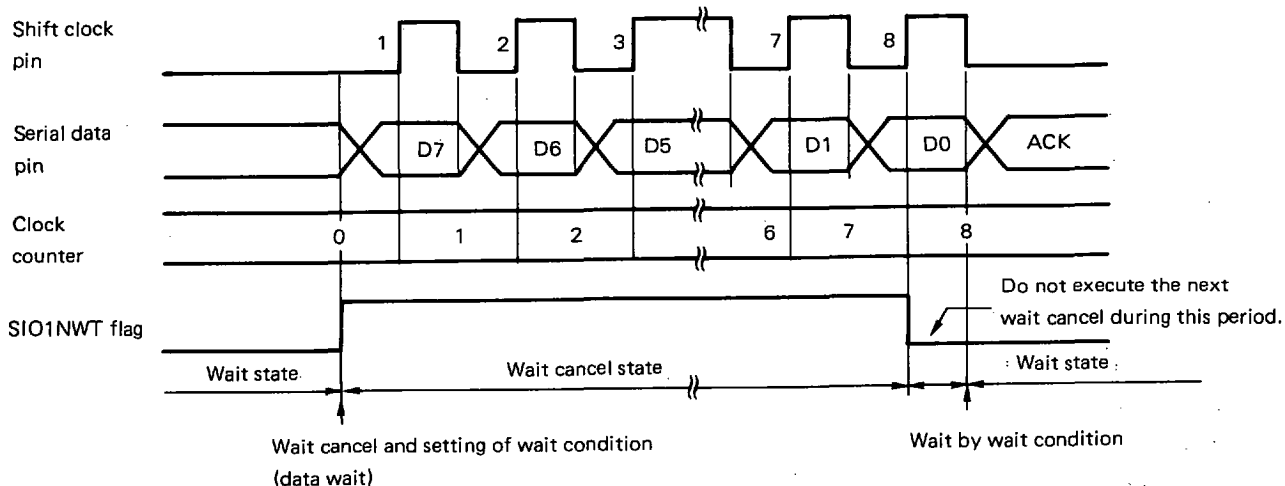 Shift clock
pin
1 2 3 7 8
Serial data
pin
D7 D6 D5 D1 D0 ACK
Clock
counter
0 1 2 6 7 8
Do not execute the next
wait cancel during this period.
SIO1NWT flag
Wait state Wait cancel state Wait state
Wait cancel and setting of wait condition
(data wait)
Wait by wait condition